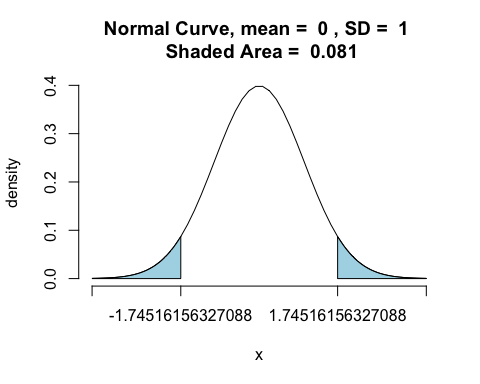 Normal Curve, mean =  0 , SD =  1
Shaded Area =  0.081
density
0.4
0.3
0.2
0.1
0.0
-1.74516156327088 1.74516156327088
x